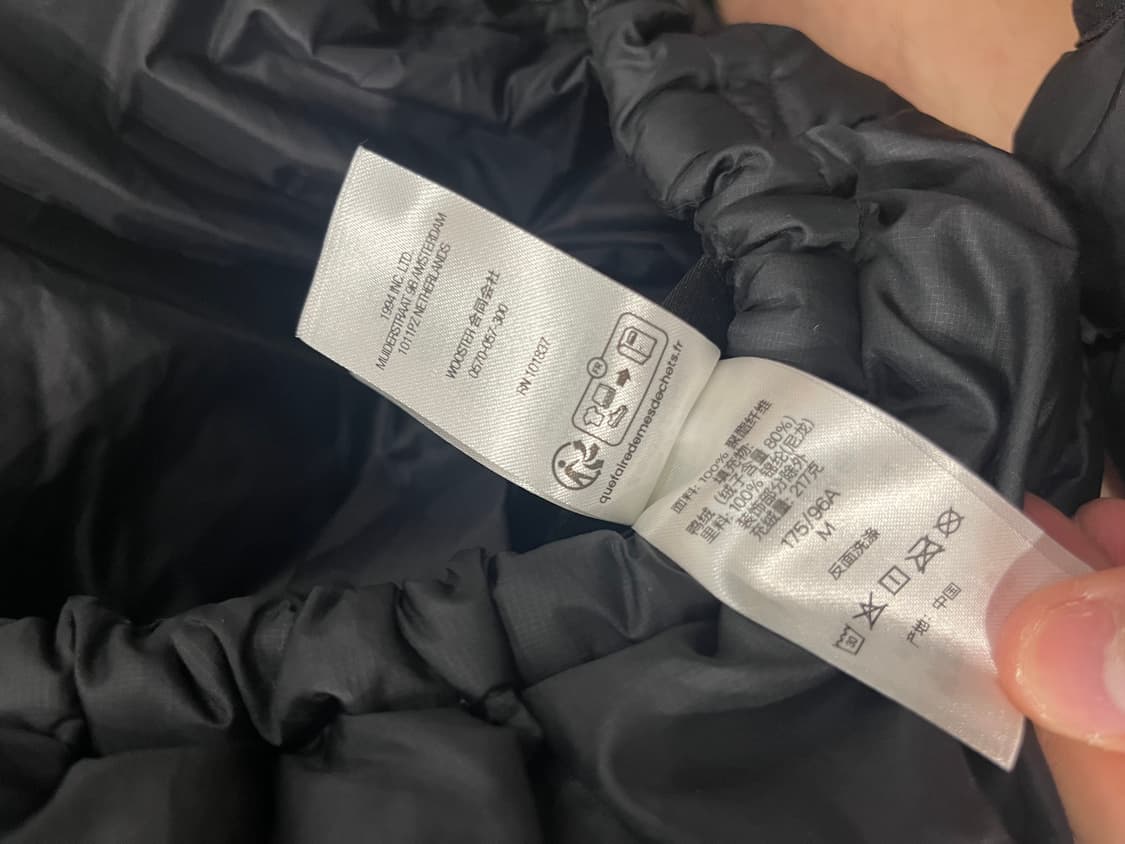 1994 INC. LTD.
MUIDERSTRAAT 9B AMSTERDAM
1011PZ NETHERLANDS
WOOSTER 合同会社
0570-057-300
RN 101837
FR
quefairedemesdechets.fr
面料: 100% 聚酯纤维
填充物:
鸭绒 (绒子含量 80%)
里料: 100% 锦纶(尼龙)
装饰部分除外
充绒量: 217克
175/96A
M
反面洗涤
30
产地: 中国